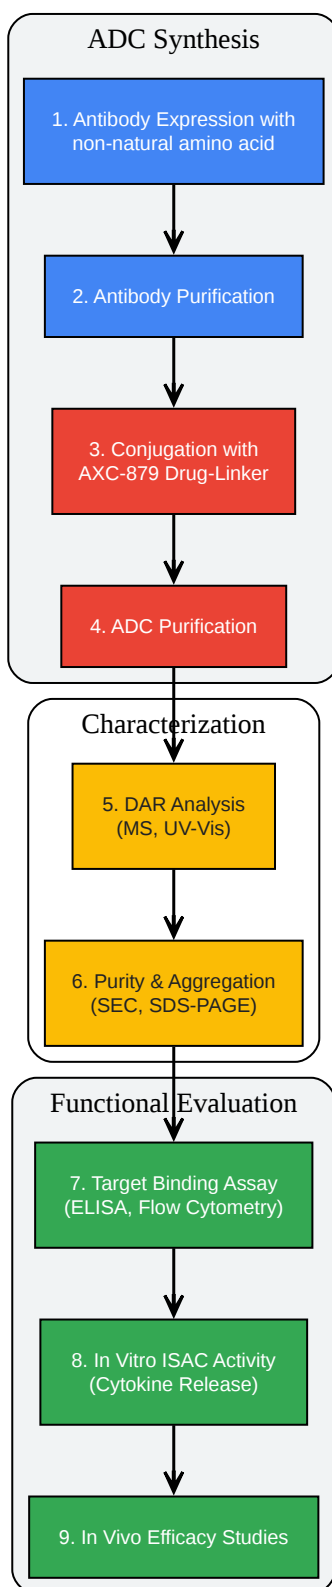 ADC Synthesis
1. Antibody Expression with
non-natural amino acid
2. Antibody Purification
3. Conjugation with
AXC-879 Drug-Linker
4. ADC Purification
Characterization
5. DAR Analysis
(MS, UV-Vis)
6. Purity & Aggregation
(SEC, SDS-PAGE)
Functional Evaluation
7. Target Binding Assay
(ELISA, Flow Cytometry)
8. In Vitro ISAC Activity
(Cytokine Release)
9. In Vivo Efficacy Studies